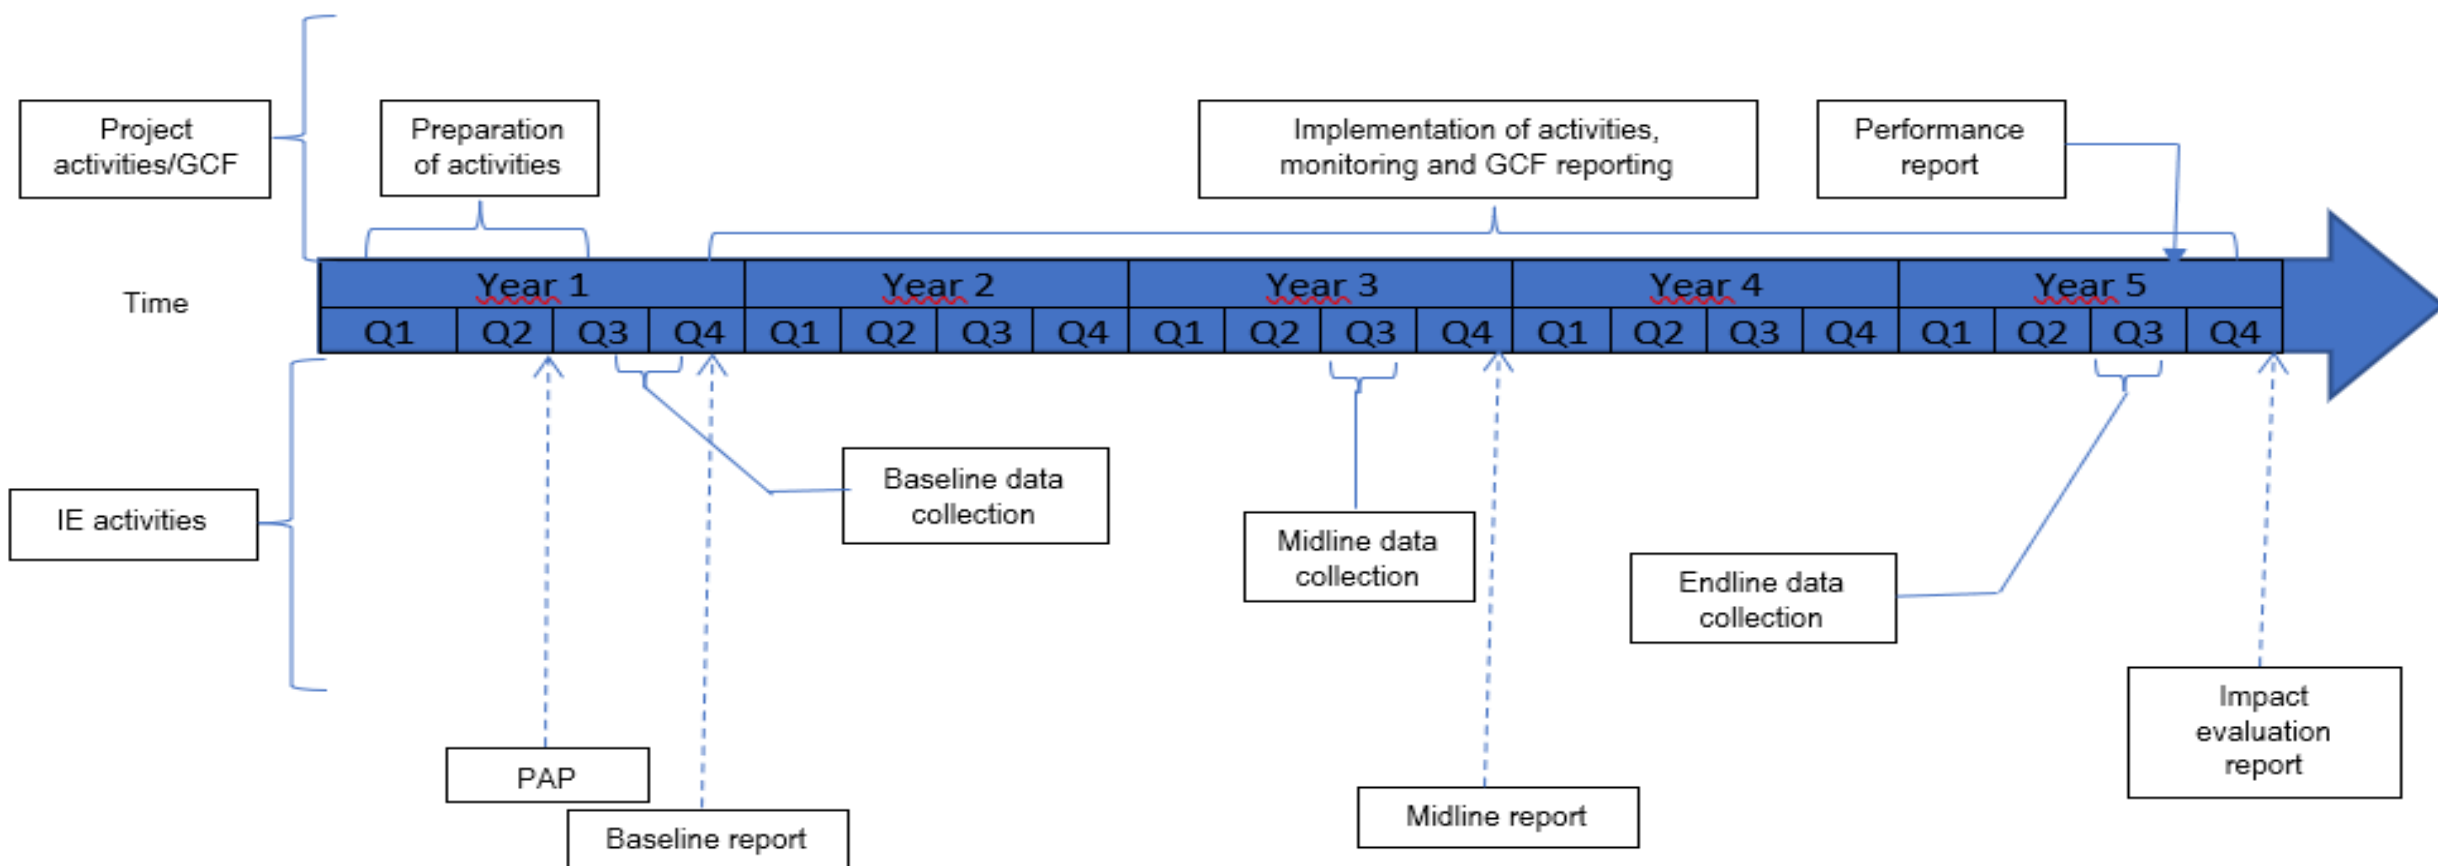 Project
activities/GCF
Preparation
of activities
Implementation of activities,
monitoring and GCF reporting
Performance
report
Time
Year 1 Year 2 Year 3 Year 4 Year 5
Q1 Q2 Q3 Q4 Q1 Q2 Q3 Q4 Q1 Q2 Q3 Q4 Q1 Q2 Q3 Q4 Q1 Q2 Q3 Q4
IE activities
Baseline data
collection
Midline data
collection
Endline data
collection
Impact
evaluation
report
PAP
Baseline report
Midline report